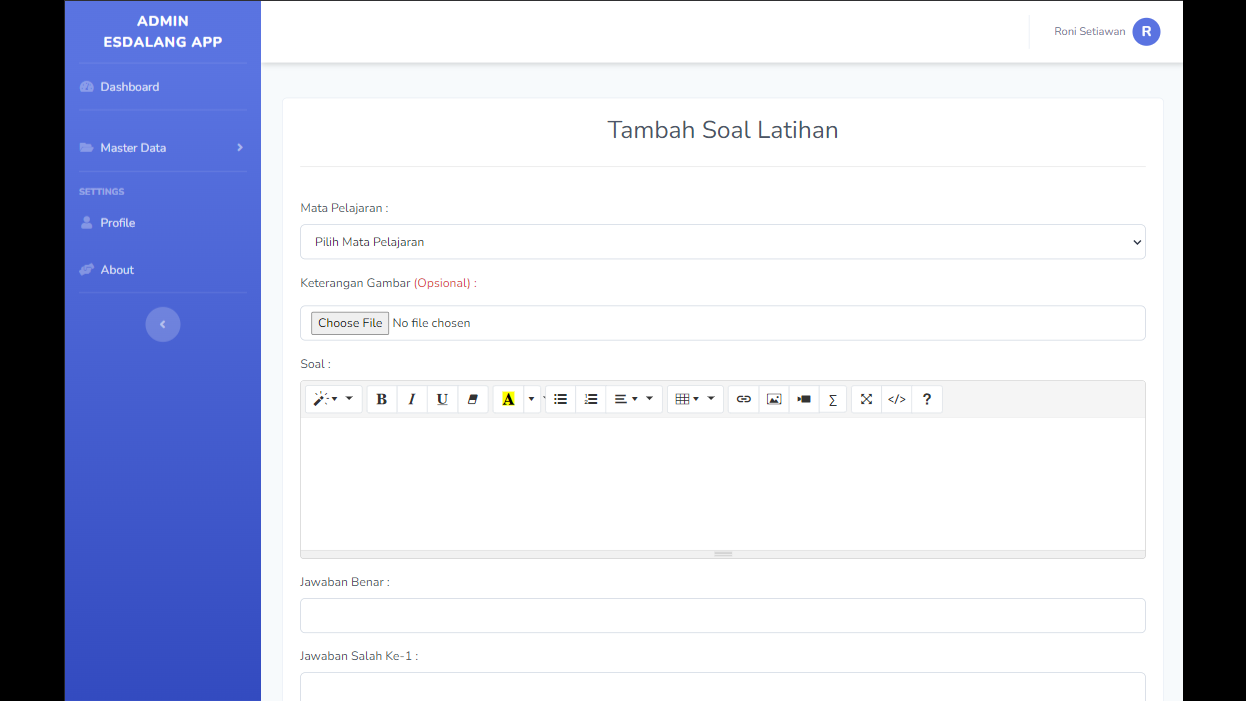 ADMIN
ESDALANG APP
Dashboard
Master Data
SETTINGS
Profile
About
Roni Setiawan R
Tambah Soal Latihan
Mata Pelajaran :
Pilih Mata Pelajaran
Keterangan Gambar (Opsional) :
Choose File No file chosen
Soal :
B I U A Σ </> ?
Jawaban Benar :
Jawaban Salah Ke-1 :